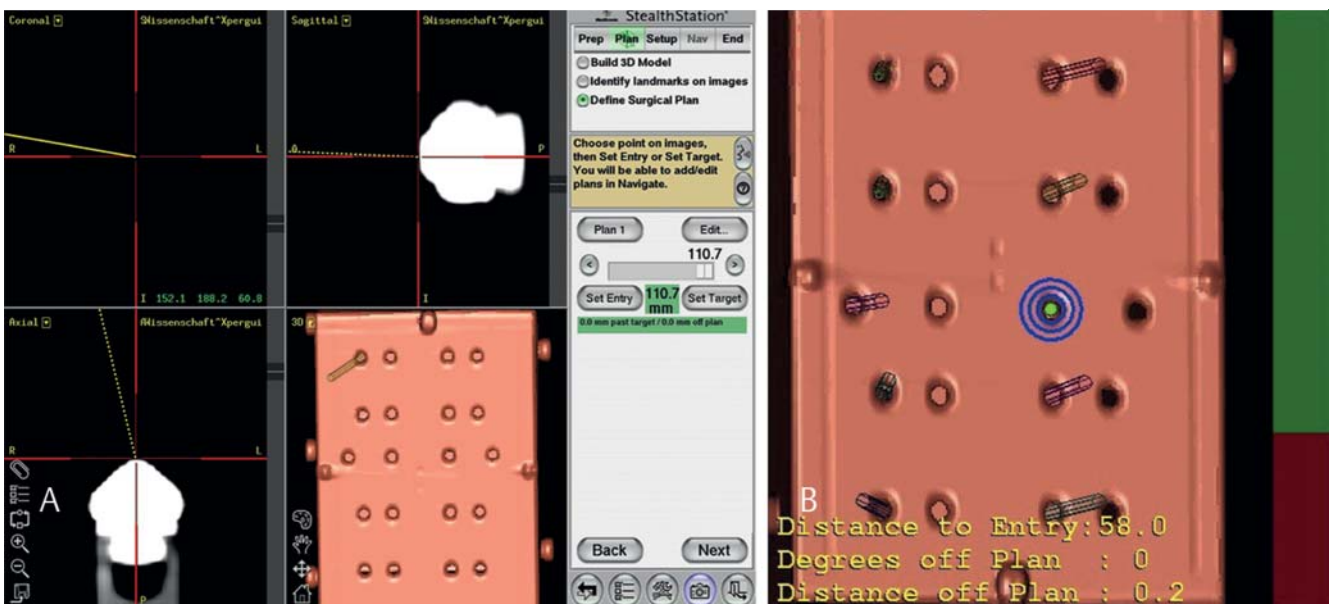 Coronal
9Wissenschaft^Xpergui
R
L
I 152.1 188.2 60.8
Sagittal
9Wissenschaft^Xpergui
P
I
Axial
AWissenschaft^Xpergui
R
L
A
P
3D
StealthStation
Prep Plan Setup Nav End
Build 3D Model
Identify landmarks on images
Define Surgical Plan
Choose point on images,
then Set Entry or Set Target.
You will be able to add/edit
plans in Navigate.
Plan 1
Edit...
110.7
< >
Set Entry
110.7
mm
Set Target
0.0 mm past target / 0.0 mm off plan
Back
Next
B
Distance to Entry:58.0
Degrees off Plan : 0
Distance off Plan : 0.2